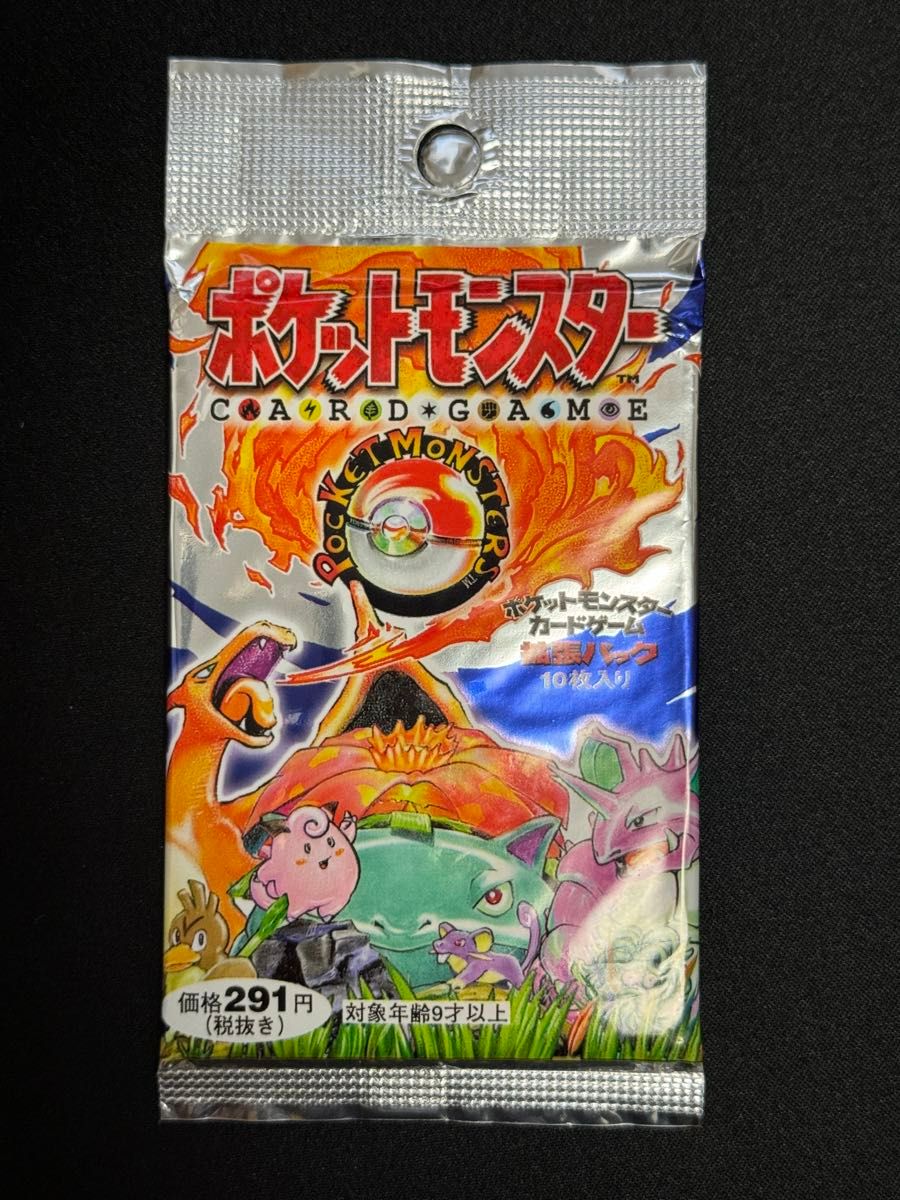 ポケットモンスター
TM
CARD GAME
POCKET MONSTERS
TM
ポケットモンスター
カードゲーム
拡張パック
10枚入り
価格291円
(税抜き)
対象年齢9才以上